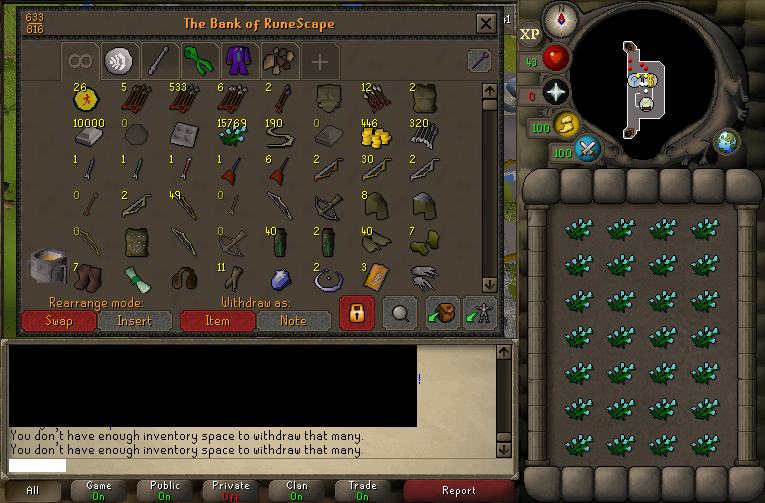 633
816
The Bank of RuneScape
26
5
533
6
2
12
2
10000
0
15769
190
0
446
320
1
1
1
1
6
2
30
2
0
2
49
0
8
0
0
40
2
40
7
7
11
2
3
Rearrange mode:
Withdraw as:
Swap
Insert
Item
Note
!
You don't have enough inventory space to withdraw that many.
You don't have enough inventory space to withdraw that many.
All
Game
On
Public
On
Private
Off
Clan
On
Trade
On
Report
XP
43
0
100
100